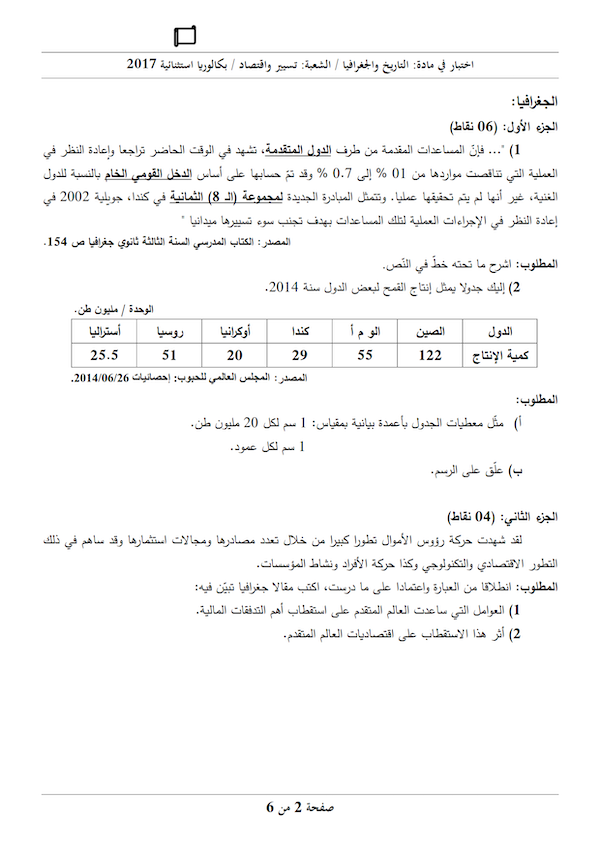 اختبار في مادة: التاريخ والجغرافيا / الشعبة: تسيير واقتصاد / بكالوريا استثنائية 2017
الجغرافيا:
الجزء الأول: (06 نقاط)
1) "... فإنّ المساعدات المقدمة من طرف الدول المتقدمة، تشهد في الوقت الحاضر تراجعا وإعادة النظر في
العملية التي تناقصت مواردها من 01 % إلى 0.7 % وقد تمّ حسابها على أساس الدخل القومي الخام بالنسبة للدول
الغنية، غير أنها لم يتم تحقيقها عمليا. وتتمثل المبادرة الجديدة لمجموعة (الـ 8) الثمانية في كندا، جويلية 2002 في
إعادة النظر في الإجراءات العملية لتلك المساعدات بهدف تجنب سوء تسييرها ميدانيا "
المصدر: الكتاب المدرسي السنة الثالثة ثانوي جغرافيا ص 154.
المطلوب: اشرح ما تحته خطّ في النّص.
2) إليك جدولا يمثل إنتاج القمح لبعض الدول سنة 2014.
الوحدة / مليون طن.
الدول الصين الو م أ كندا أوكرانيا روسيا أستراليا
كمية الإنتاج 122 55 29 20 51 25.5
المصدر: المجلس العالمي للحبوب: إحصائيات 2014/06/26.
المطلوب:
أ) مثّل معطيات الجدول بأعمدة بيانية بمقياس: 1 سم لكل 20 مليون طن.
1 سم لكل عمود.
ب) علّق على الرسم.
الجزء الثاني: (04 نقاط)
لقد شهدت حركة رؤوس الأموال تطورا كبيرا من خلال تعدد مصادرها ومجالات استثمارها وقد ساهم في ذلك
التطور الاقتصادي والتكنولوجي وكذا حركة الأفراد ونشاط المؤسسات.
المطلوب: انطلاقا من العبارة واعتمادا على ما درست، اكتب مقالا جغرافيا تبيّن فيه:
1) العوامل التي ساعدت العالم المتقدم على استقطاب أهم التدفقات المالية.
2) أثر هذا الاستقطاب على اقتصاديات العالم المتقدم.
صفحة 2 من 6